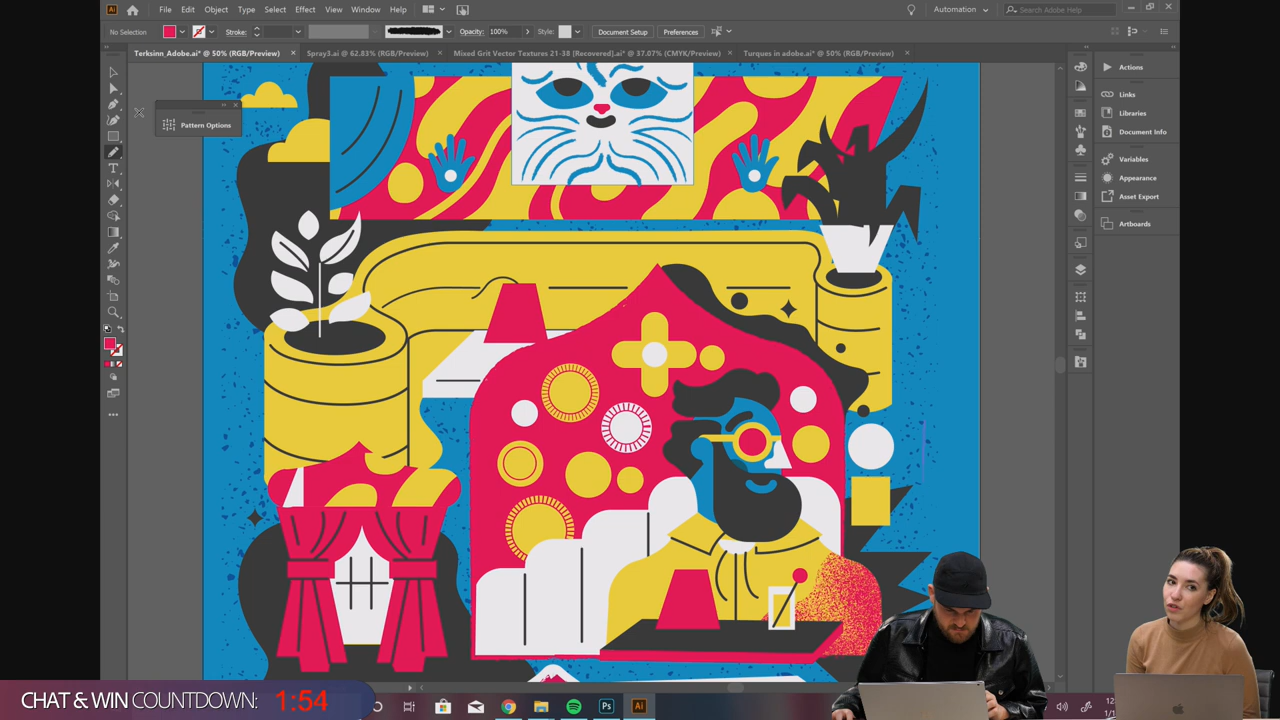 Ai File Edit Object Type Select Effect View Window Help Automation Search Adobe Help
No Selection Stroke: Opacity: 100% Style: Document Setup Preferences
Terksinn_Adobe.ai* @ 50% (RGB/Preview) Spray3.ai @ 62.83% (RGB/Preview) Mixed Grit Vector Textures 21-38 [Recovered].ai* @ 37.07% (CMYK/Preview) Turques in adobe.ai* @ 50% (RGB/Preview)
Actions
Links
Libraries
Document Info
Variables
Appearance
Asset Export
Artboards
Pattern Options
CHAT & WIN COUNTDOWN: 1:54
Ps Ai